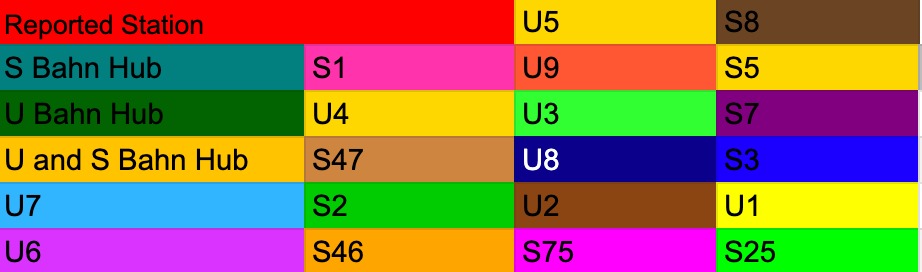 Reported Station U5 S8
S Bahn Hub S1 U9 S5
U Bahn Hub U4 U3 S7
U and S Bahn Hub S47 U8 S3
U7 S2 U2 U1
U6 S46 S75 S25